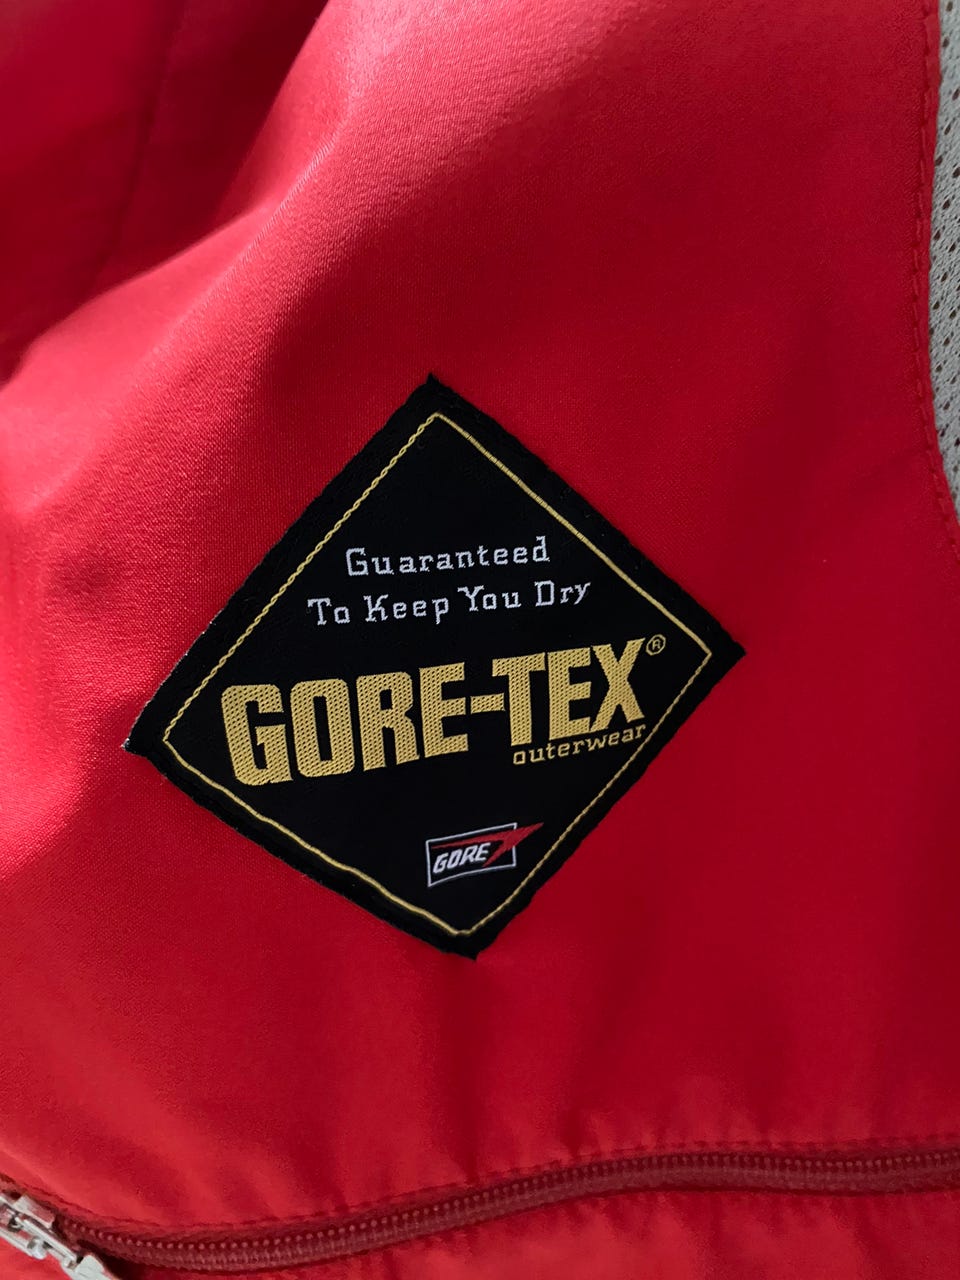 Guaranteed
To Keep You Dry
GORE-TEX®
outerwear
GORE